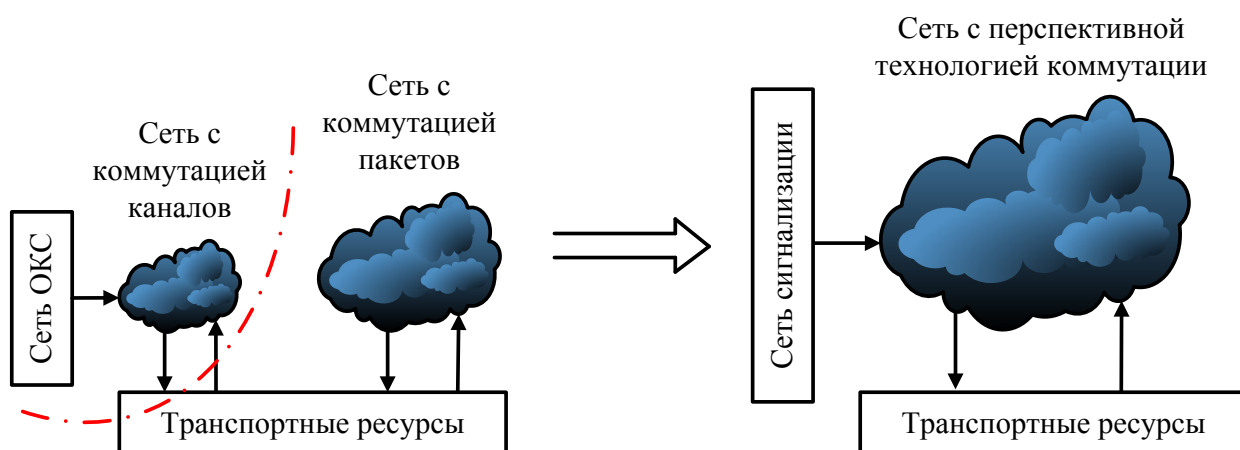 Сеть с
коммутацией
каналов
Сеть с
коммутацией
пакетов
Сеть с перспективной
технологией коммутации
Сеть ОКС
Сеть сигнализации
Транспортные ресурсы
Транспортные ресурсы